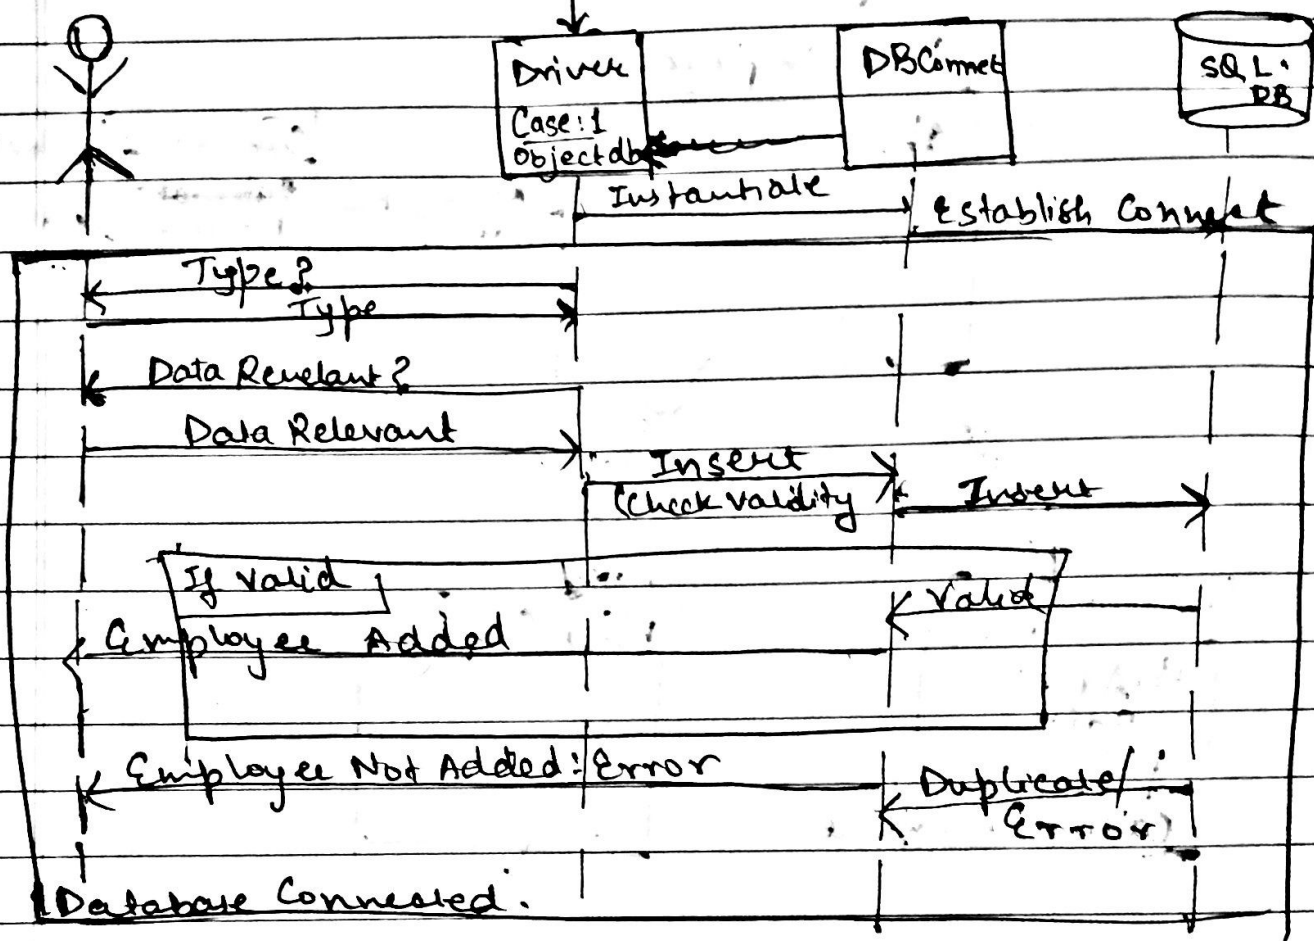 Driver
Case:1
Objectdb
DBConnet
SQL.
DB
Instantiate
Establish Connect
Type?
Type
Data Revelant?
Data Relevant
Insert
(Check Validity
Insert
If Valid
Valid
Employee Added
Employee Not Added: Error
Duplicate/
Error
Database Connected.